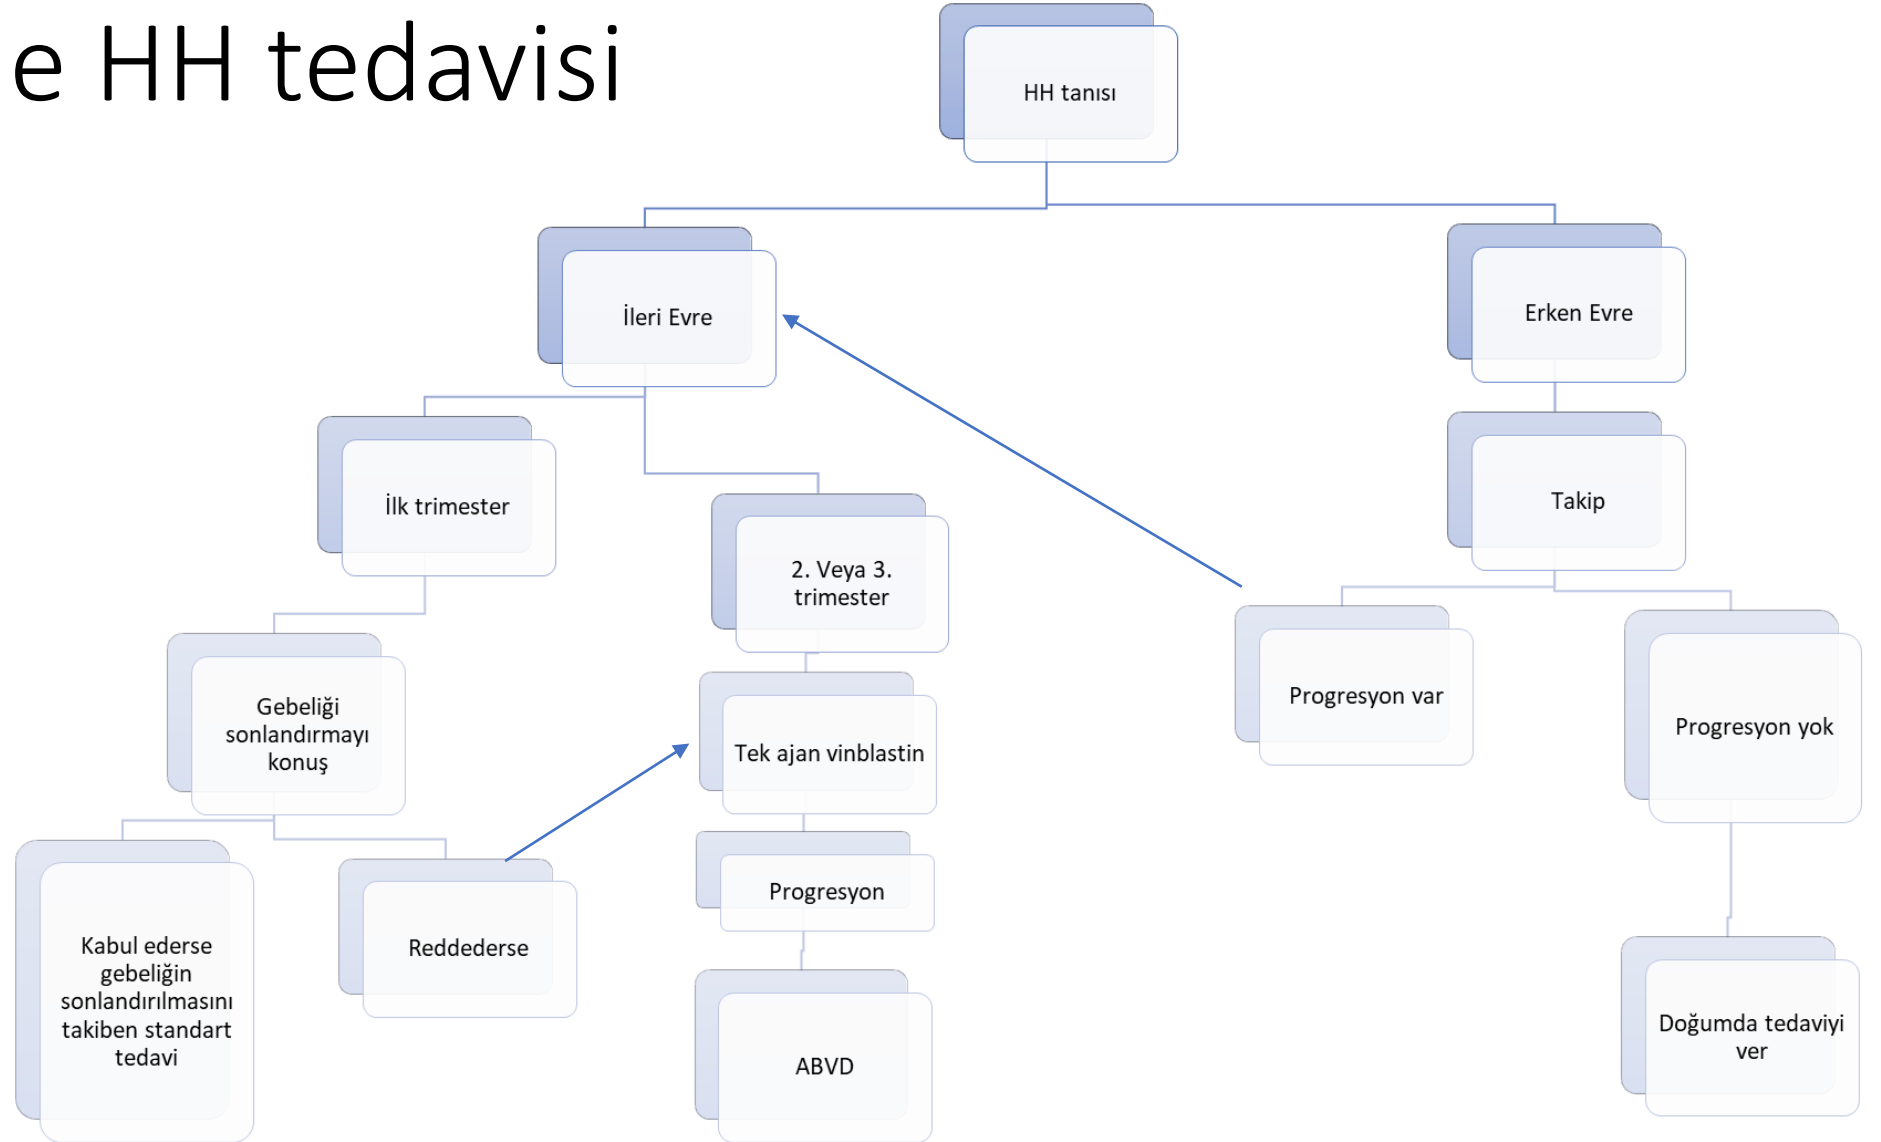 e HH tedavisi
HH tanısı
İleri Evre
Erken Evre
İlk trimester
2. Veya 3.
trimester
Takip
Gebeliği
sonlandırmayı
konuş
Tek ajan vinblastin
Progresyon var
Progresyon yok
Kabul ederse
gebeliğin
sonlandırılmasını
takiben standart
tedavi
Reddederse
Progresyon
ABVD
Doğumda tedaviyi
ver